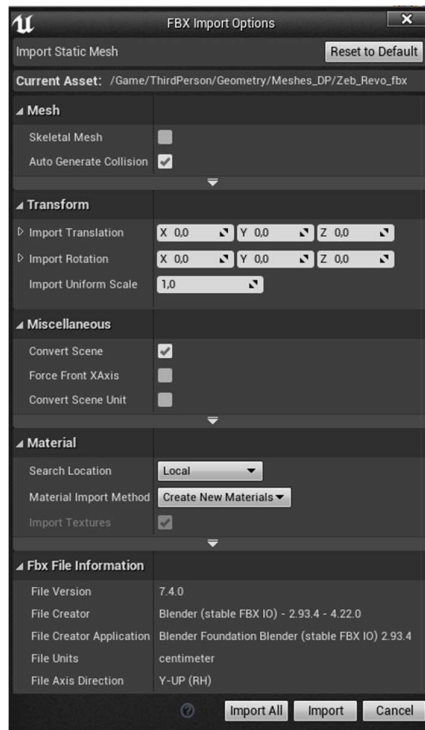 FBX Import Options
Import Static Mesh
Reset to Default
Current Asset: /Game/ThirdPerson/Geometry/Meshes_DP/Zeb_Revo_fbx
Mesh
Skeletal Mesh
Auto Generate Collision
Transform
Import Translation X 0,0 Y 0,0 Z 0,0
Import Rotation X 0,0 Y 0,0 Z 0,0
Import Uniform Scale 1,0
Miscellaneous
Convert Scene
Force Front XAxis
Convert Scene Unit
Material
Search Location Local
Material Import Method Create New Materials
Import Textures
Fbx File Information
File Version 7.4.0
File Creator Blender (stable FBX IO) - 2.93.4 - 4.22.0
File Creator Application Blender Foundation Blender (stable FBX IO) 2.93.4
File Units centimeter
File Axis Direction Y-UP (RH)
Import All Import Cancel